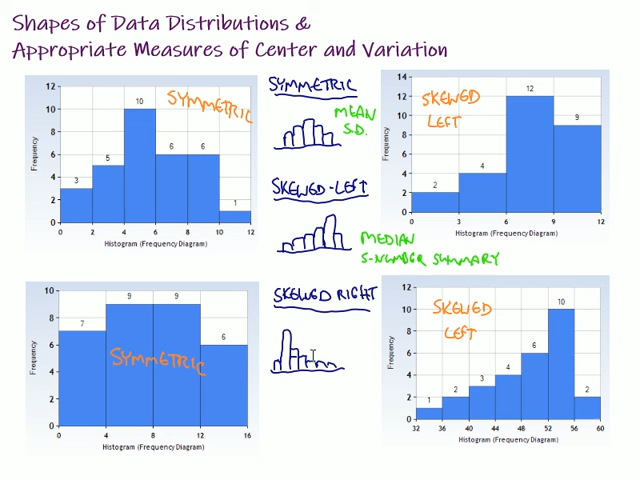 Shapes of Data Distributions &
Appropriate Measures of Center and Variation
12
10
8
6
4
2
0
Frequency
3
5
10
6
6
1
SYMMETRIC
0 2 4 6 8 10 12
Histogram (Frequency Diagram)
SYMMETRIC
MEAN
S.D.
SKEWED-LEFT
MEDIAN
5-NUMBER SUMMARY
SKEWED RIGHT
14
12
10
8
6
4
2
0
Frequency
2
4
12
9
SKEWED
LEFT
0 3 6 9 12
Histogram (Frequency Diagram)
10
8
6
4
2
0
Frequency
7
9
9
6
SYMMETRIC
0 4 8 12 16
Histogram (Frequency Diagram)
12
10
8
6
4
2
0
Frequency
1
2
3
4
6
10
2
SKEWED
LEFT
32 36 40 44 48 52 56 60
Histogram (Frequency Diagram)